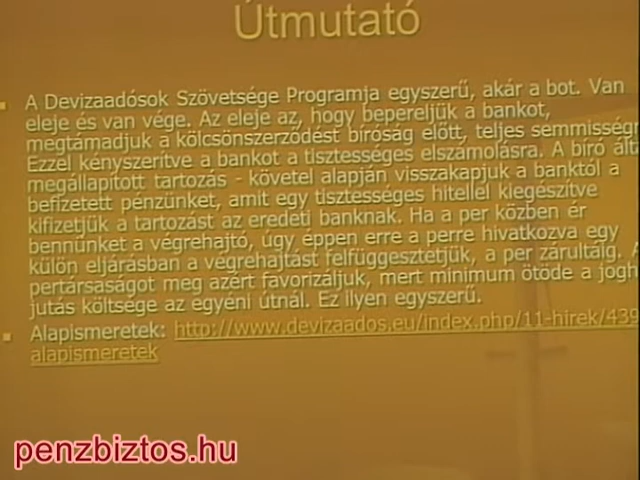 Útmutató
A Devizaadósok Szövetsége Programja egyszerű, akár a bot. Van
eleje és van vége. Az eleje az, hogy bepereljük a bankot,
megtámadjuk a kölcsönszerződést bíróság előtt, teljes semmisségr
Ezzel kényszerítve a bankot a tisztességes elszámolásra. A bíró ált
megállapított tartozás - követel alapján visszakapjuk a banktól a
befizetett pénzünket, amit egy tisztességes hitellel kiegészítve
kifizetjük a tartozást az eredeti banknak. Ha a per közben ér
bennünket a végrehajtó, úgy éppen erre a perre hivatkozva egy
külön eljárásban a végrehajtást felfüggesztetjük, a per zárultáig. A
pertársaságot meg azért favorizáljuk, mert minimum ötöde a jogh
jutás költsége az egyéni útnál. Ez ilyen egyszerű.
Alapismeretek: http://www.devizaados.eu/index.php/11-hirek/439
alapismeretek
penzbiztos.hu